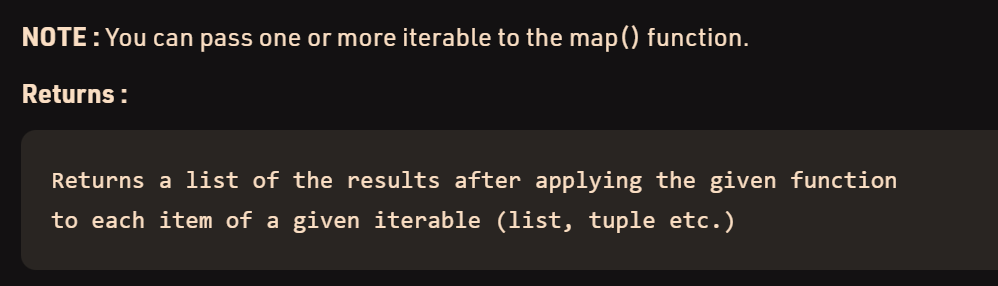 NOTE : You can pass one or more iterable to the map() function.
Returns :
Returns a list of the results after applying the given function
to each item of a given iterable (list, tuple etc.)